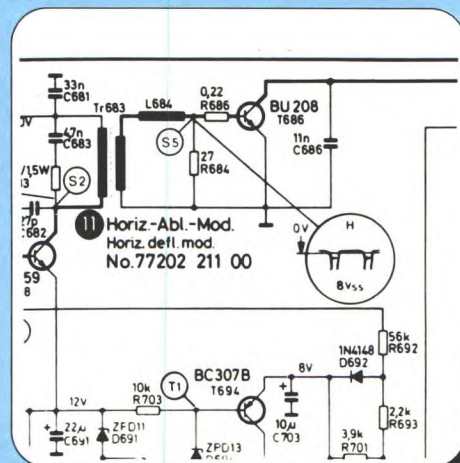 33n
C681
Tr683
L684
0,22
R686
BU 208
T686
0V
47n
C683
11n
C686
/1,5W
S2
S5
27
R684
27p
C682
11 Horiz.-Abl.-Mod.
Horiz. defl. mod.
No.77202 211 00
H
0V
8Vss
59
8
56k
R692
1N4148
D692
8V
BC307B
T694
10k
R703
T1
12V
10µ
C703
2,2k
R693
3,9k
R701
22µ
C691
ZFD11
D691
ZPD13